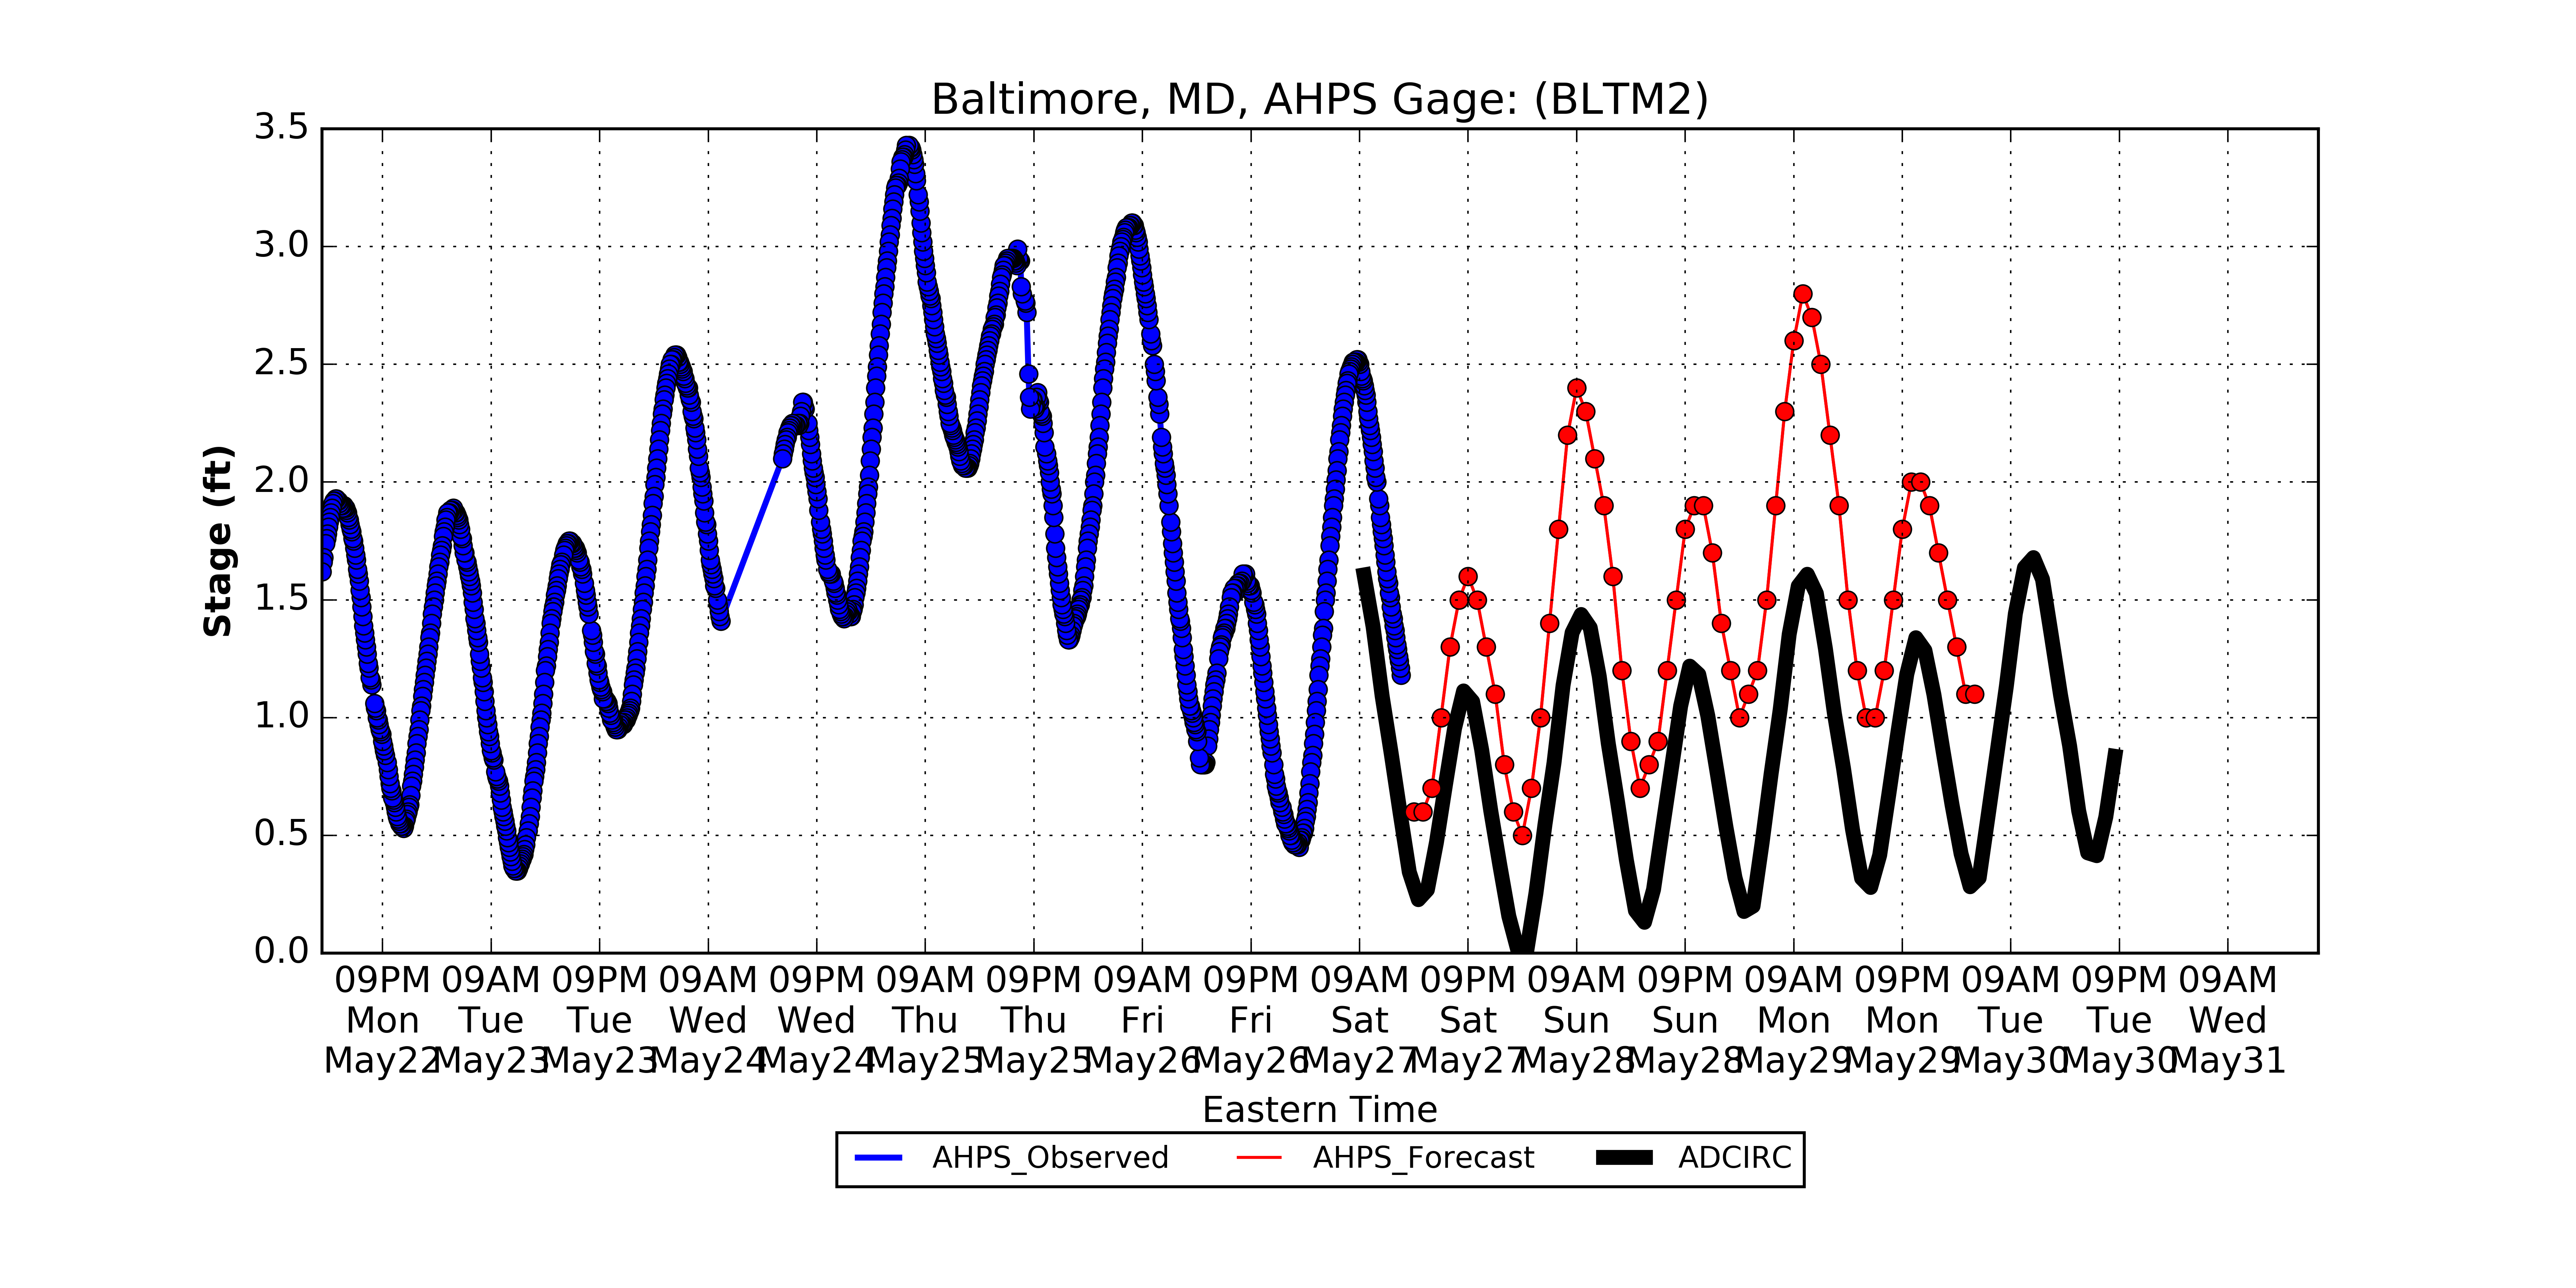 Baltimore, MD, AHPS Gage: (BLTM2)
3.5
3.0
2.5
2.0
1.5
1.0
0.5
0.0
Stage (ft)
09PM 09AM 09PM 09AM 09PM 09AM 09PM 09AM 09PM 09AM 09PM 09AM 09PM 09AM 09PM 09AM 09PM 09AM
Mon Tue Tue Wed Wed Thu Thu Fri Fri Sat Sat Sun Sun Mon Mon Tue Tue Wed
May22 May23 May23 May24 May24 May25 May25 May26 May26 May27 May27 May28 May28 May29 May29 May30 May30 May31
Eastern Time
AHPS_Observed AHPS_Forecast ADCIRC